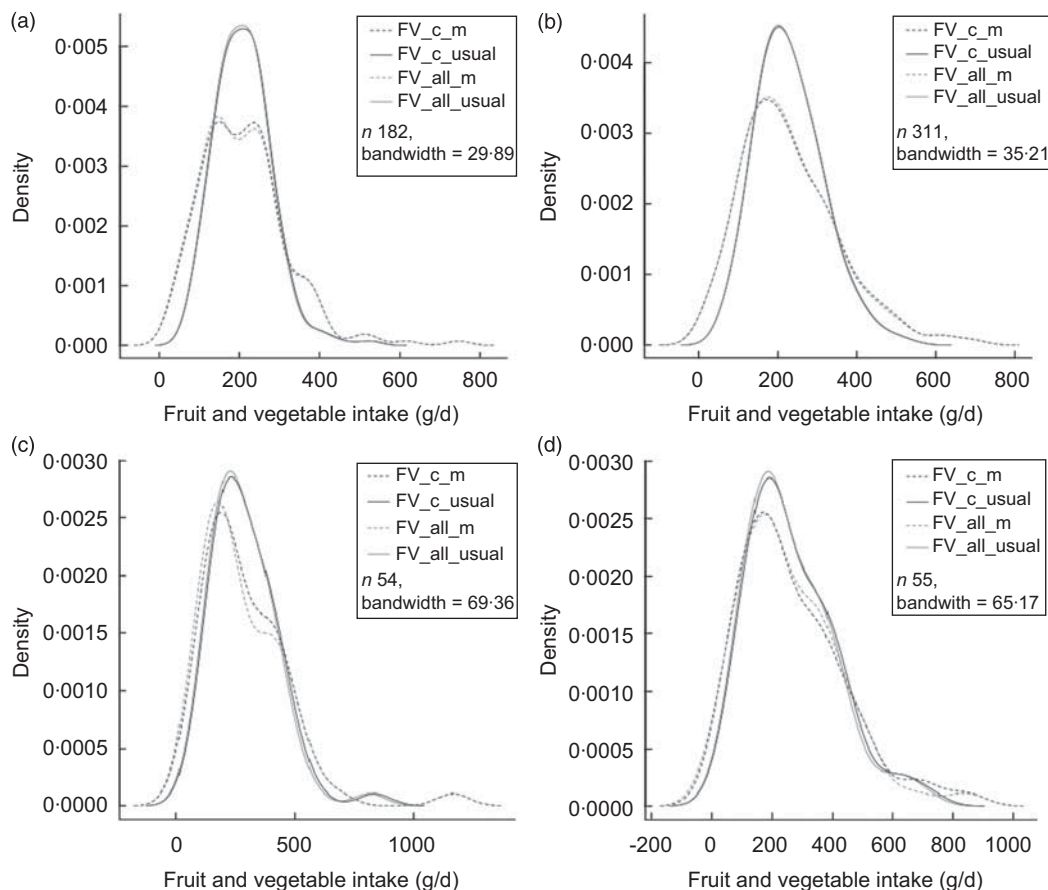 (a)
0·005
0·004
0·003
0·002
0·001
0·000
Density
0
200
400
600
800
Fruit and vegetable intake (g/d)
FV_c_m
FV_c_usual
FV_all_m
FV_all_usual
n 182,
bandwidth = 29·89
(b)
0·004
0·003
0·002
0·001
0·000
Density
0
200
400
600
800
Fruit and vegetable intake (g/d)
FV_c_m
FV_c_usual
FV_all_m
FV_all_usual
n 311,
bandwidth = 35·21
(c)
0·0030
0·0025
0·0020
0·0015
0·0010
0·0005
0·0000
Density
0
500
1000
Fruit and vegetable intake (g/d)
FV_c_m
FV_c_usual
FV_all_m
FV_all_usual
n 54,
bandwidth = 69·36
(d)
0·0030
0·0025
0·0020
0·0015
0·0010
0·0005
0·0000
Density
-200
0
200
400
600
800
1000
Fruit and vegetable intake (g/d)
FV_c_m
FV_c_usual
FV_all_m
FV_all_usual
n 55,
bandwith = 65·17